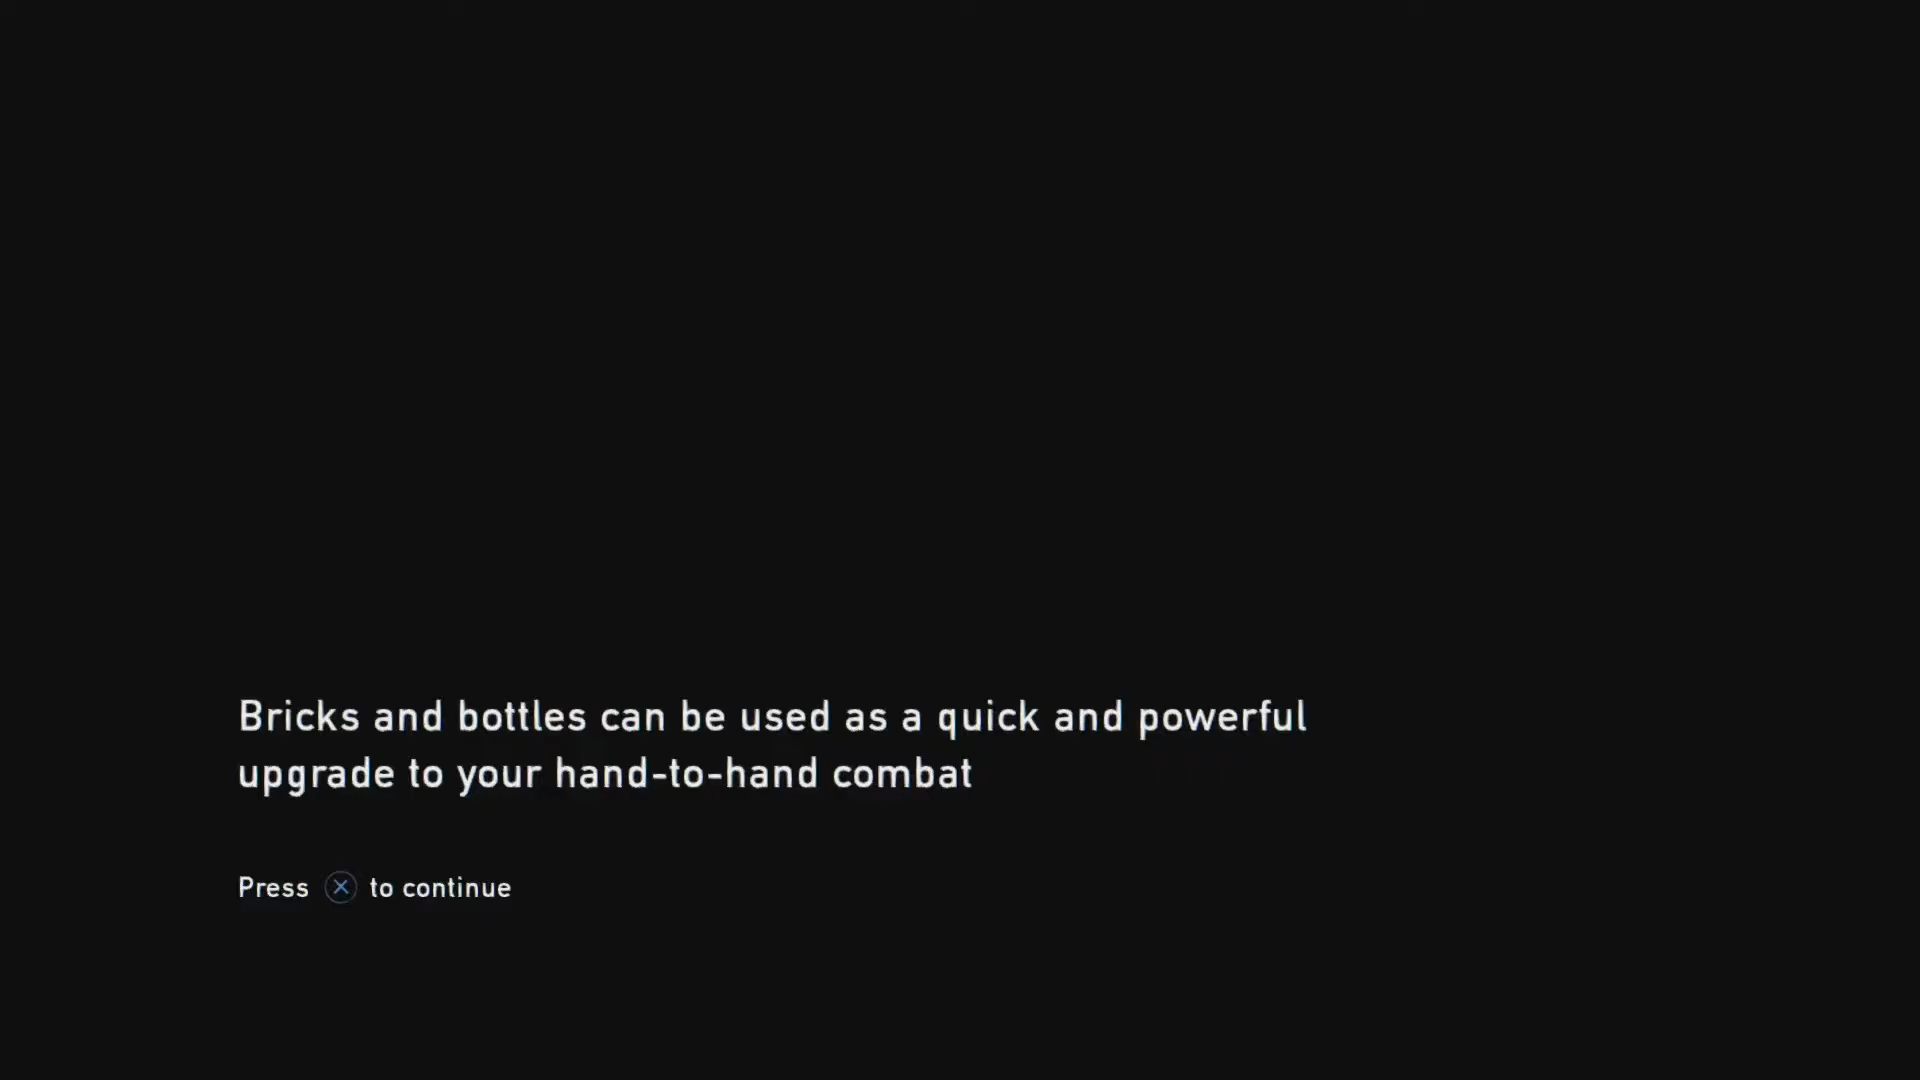 Bricks and bottles can be used as a quick and powerful
upgrade to your hand-to-hand combat
Press ⓧ to continue